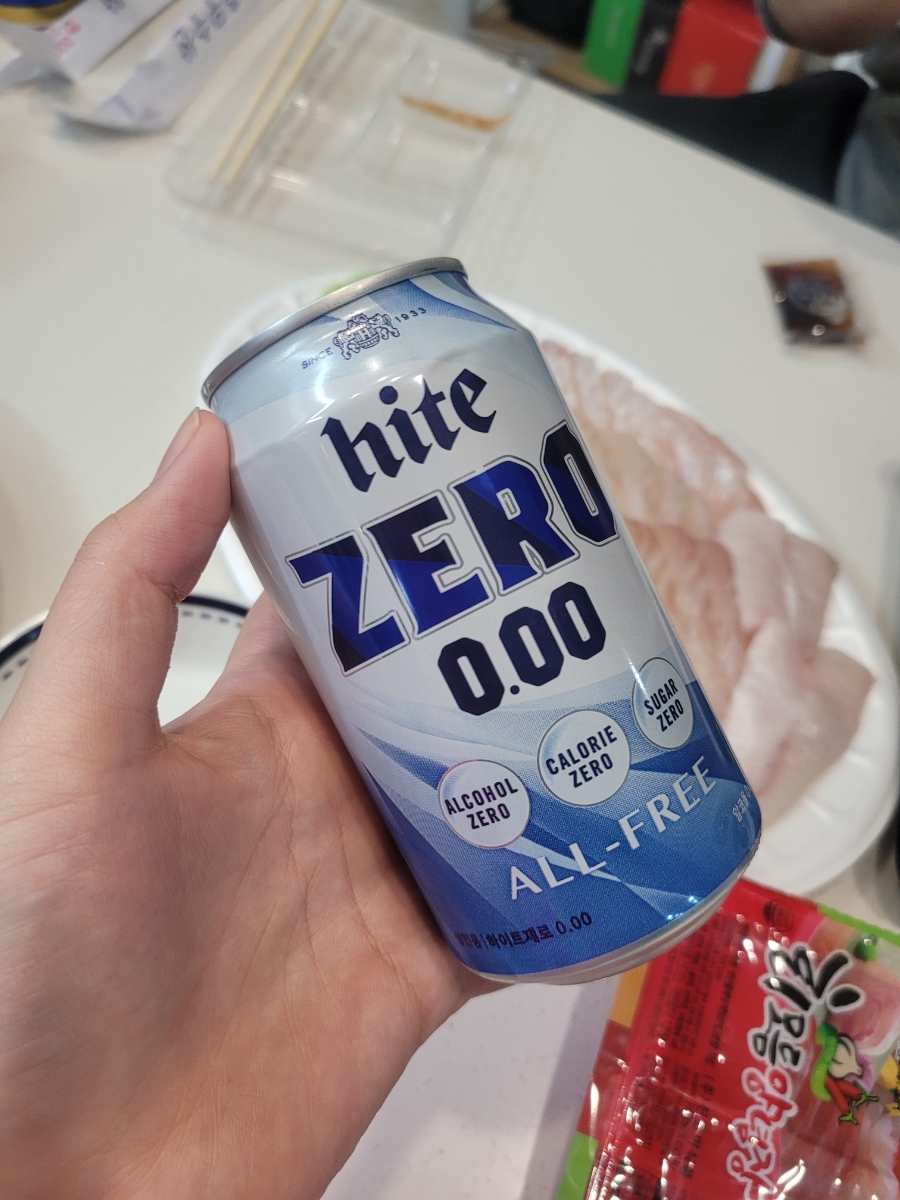 SINCE 1933
hite
ZERO
0.00
ALCOHOL
ZERO
CALORIE
ZERO
SUGAR
ZERO
ALL-FREE
하이트제로 0.00